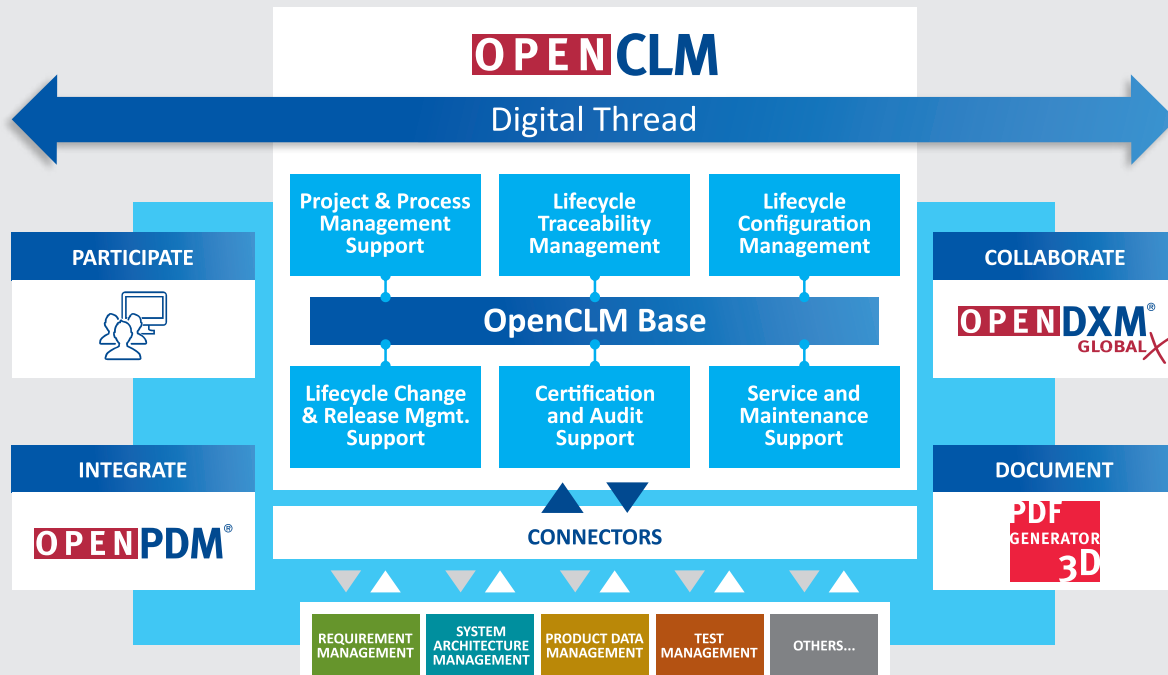 OPENCLM
Digital Thread
Project & Process
Management
Support
Lifecycle
Traceability
Management
Lifecycle
Configuration
Management
PARTICIPATE
COLLABORATE
OPENDXM®
GLOBALX
OpenCLM Base
Lifecycle Change
& Release Mgmt.
Support
Certification
and Audit
Support
Service and
Maintenance
Support
INTEGRATE
OPENPDM®
DOCUMENT
PDF
GENERATOR
3D
CONNECTORS
REQUIREMENT
MANAGEMENT
SYSTEM
ARCHITECTURE
MANAGEMENT
PRODUCT DATA
MANAGEMENT
TEST
MANAGEMENT
OTHERS...